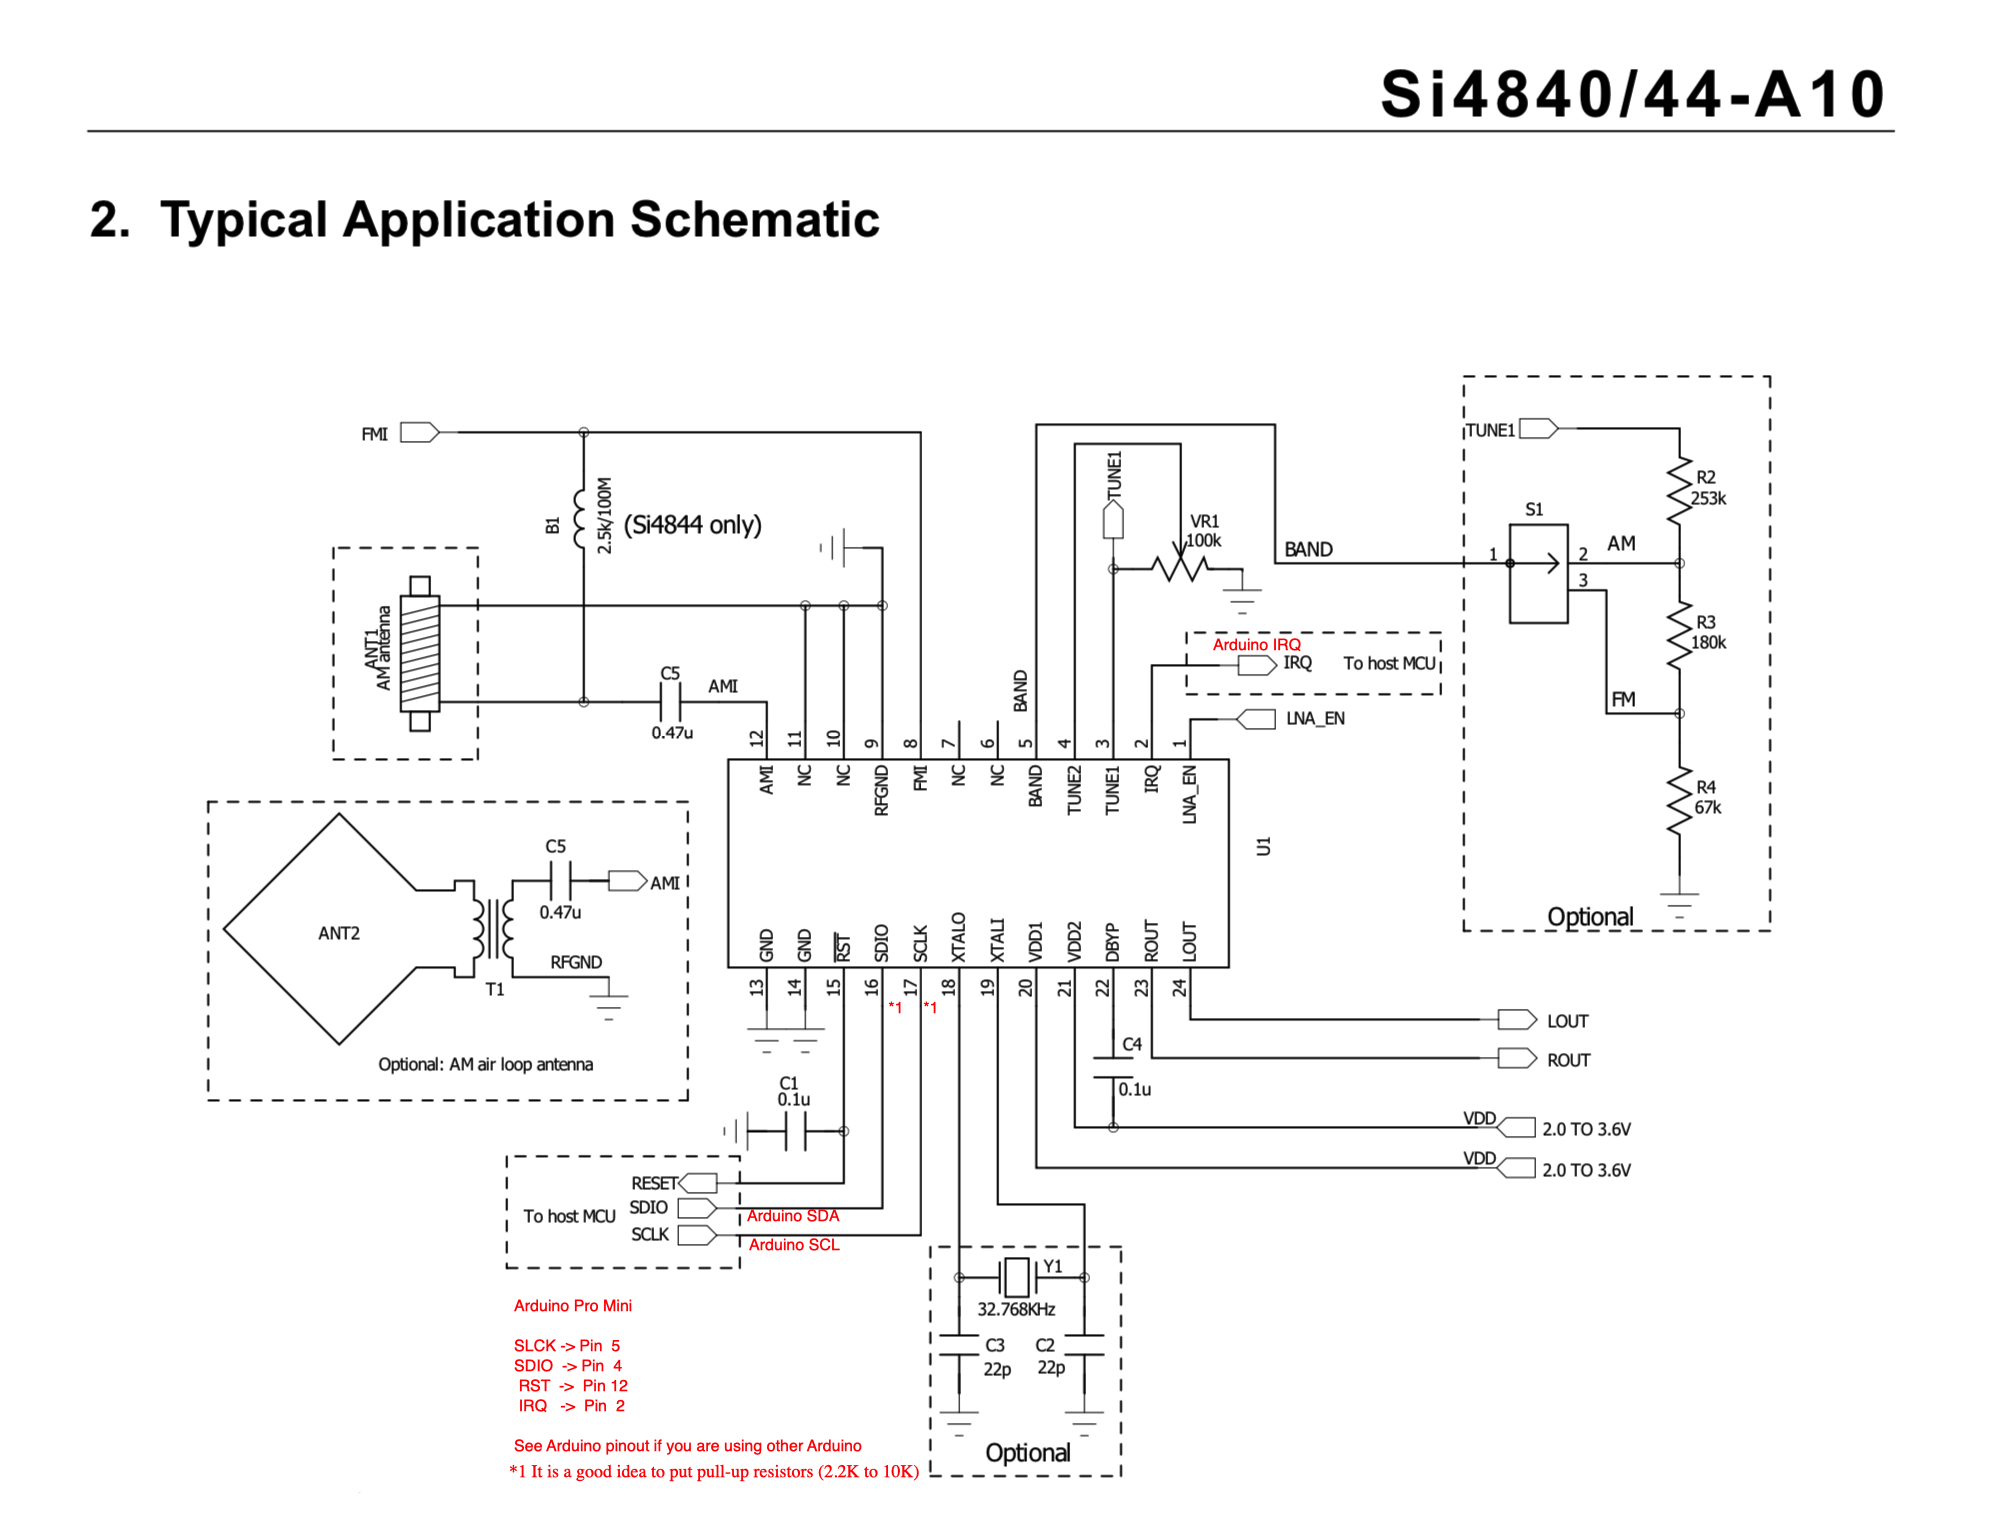 Si4840/44-A10
2. Typical Application Schematic
FMI
B1
2.5k/100M
(Si4844 only)
ANT1
AM antenna
C5
0.47u
AMI
TUNE1
VR1
100k
BAND
BAND
Arduino IRQ
IRQ
To host MCU
LNA_EN
TUNE1
R2
253k
S1
1
2
AM
3
R3
180k
FM
R4
67k
Optional
12
11
10
9
8
7
6
5
4
3
2
1
AMI
NC
NC
RFGND
FMI
NC
NC
BAND
TUNE2
TUNE1
IRQ
LNA_EN
U1
GND
GND
RST
SDIO
SCLK
XTALO
XTALI
VDD1
VDD2
DBYP
ROUT
LOUT
13
14
15
16
17
18
19
20
21
22
23
24
*1
*1
ANT2
T1
C5
0.47u
AMI
RFGND
Optional: AM air loop antenna
C1
0.1u
C4
0.1u
LOUT
ROUT
VDD
2.0 TO 3.6V
VDD
2.0 TO 3.6V
To host MCU
RESET
SDIO
SCLK
Arduino SDA
Arduino SCL
Y1
32.768KHz
C3
22p
C2
22p
Optional
Arduino Pro Mini
SLCK -> Pin 5
SDIO -> Pin 4
RST -> Pin 12
IRQ -> Pin 2
See Arduino pinout if you are using other Arduino
*1 It is a good idea to put pull-up resistors (2.2K to 10K)